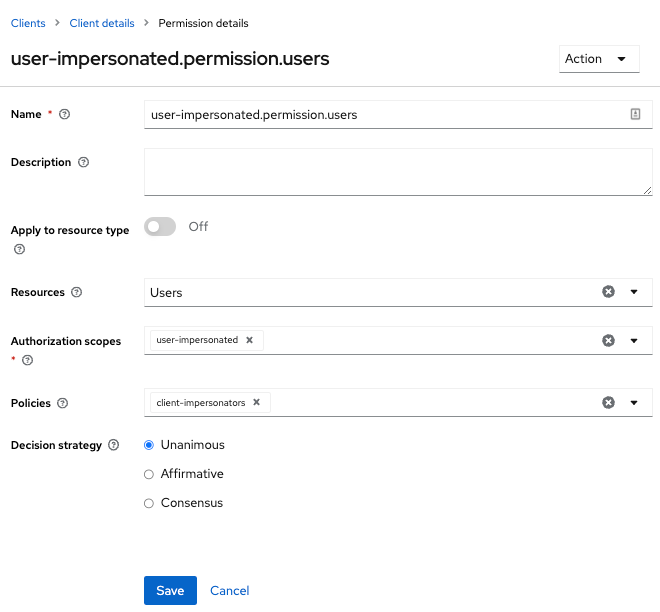 Clients > Client details > Permission details
user-impersonated.permission.users
Action
Name *
user-impersonated.permission.users
Description
Apply to resource type
Off
Resources
Users
Authorization scopes
*
user-impersonated
Policies
client-impersonators
Decision strategy
Unanimous
Affirmative
Consensus
Save Cancel